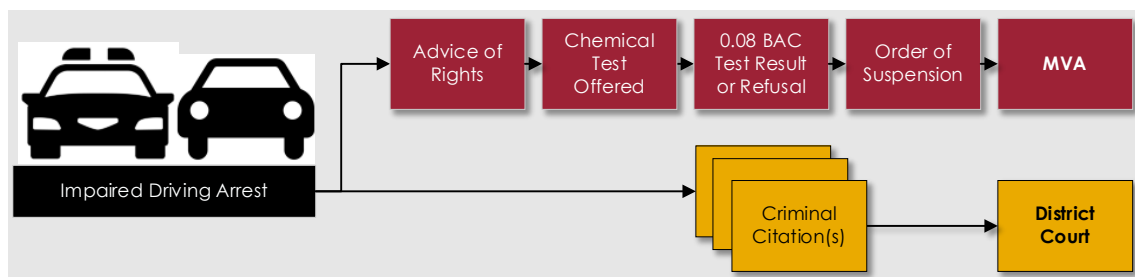 Advice of
Rights
Chemical
Test
Offered
0.08 BAC
Test Result
or Refusal
Order of
Suspension
MVA
Impaired Driving Arrest
Criminal
Citation(s)
District
Court